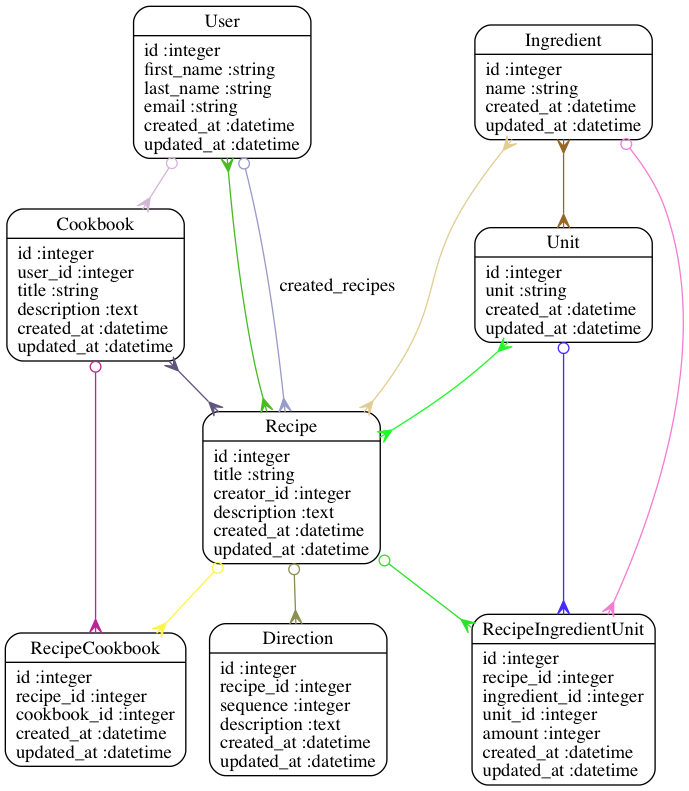 User
id :integer
first_name :string
last_name :string
email :string
created_at :datetime
updated_at :datetime
Ingredient
id :integer
name :string
created_at :datetime
updated_at :datetime
Cookbook
id :integer
user_id :integer
title :string
description :text
created_at :datetime
updated_at :datetime
created_recipes
Unit
id :integer
unit :string
created_at :datetime
updated_at :datetime
Recipe
id :integer
title :string
creator_id :integer
description :text
created_at :datetime
updated_at :datetime
RecipeCookbook
id :integer
recipe_id :integer
cookbook_id :integer
created_at :datetime
updated_at :datetime
Direction
id :integer
recipe_id :integer
sequence :integer
description :text
created_at :datetime
updated_at :datetime
RecipeIngredientUnit
id :integer
recipe_id :integer
ingredient_id :integer
unit_id :integer
amount :integer
created_at :datetime
updated_at :datetime